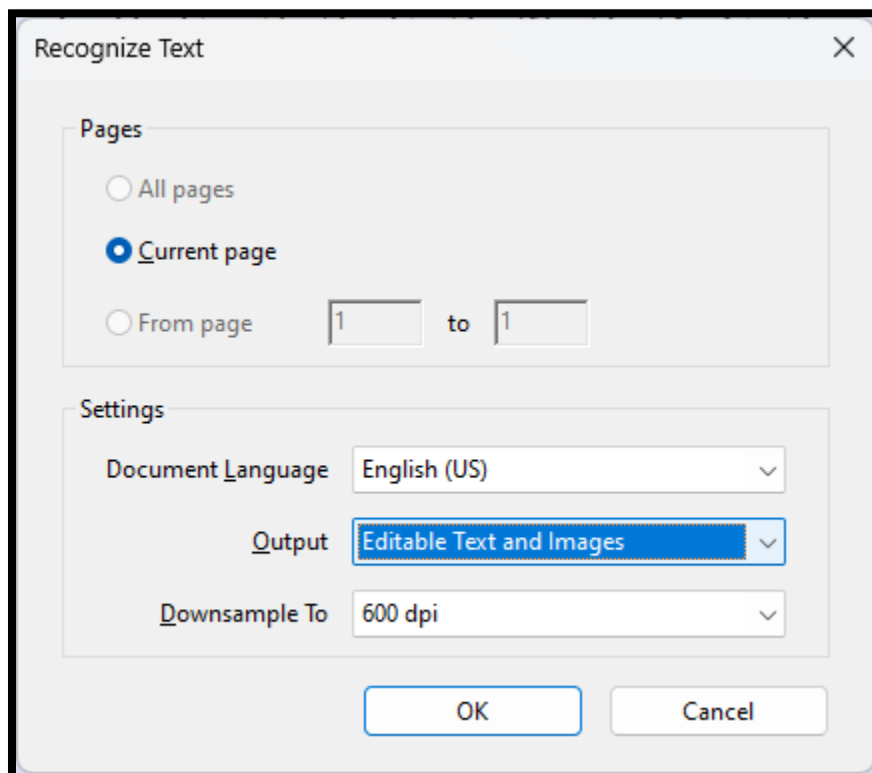 Recognize Text
Pages
All pages
Current page
From page 1 to 1
Settings
Document Language English (US)
Output Editable Text and Images
Downsample To 600 dpi
OK Cancel